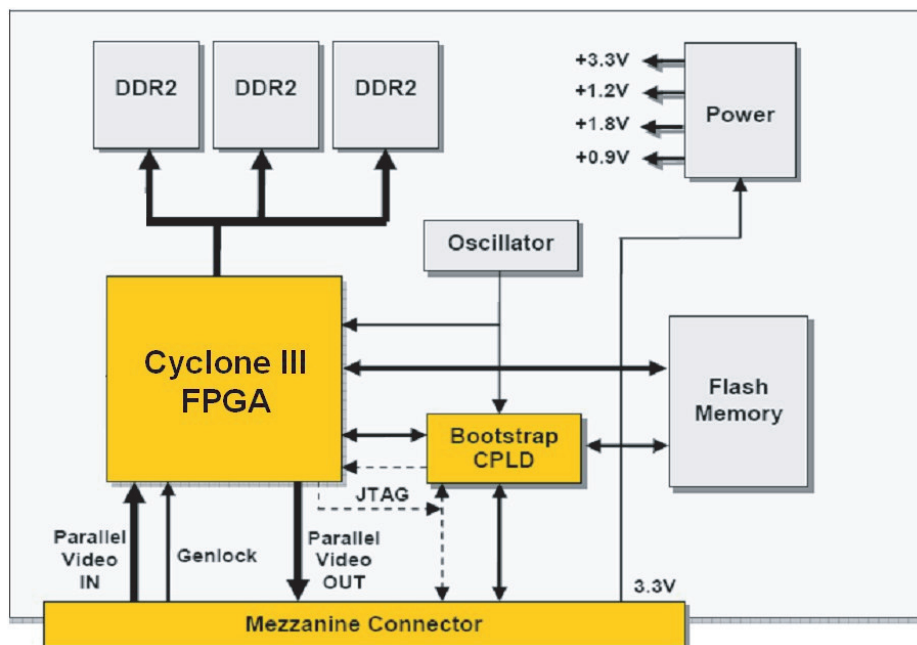 DDR2
DDR2
DDR2
+3.3V
+1.2V
+1.8V
+0.9V
Power
Oscillator
Cyclone III
FPGA
Flash
Memory
Bootstrap
CPLD
JTAG
Parallel
Video
IN
Genlock
Parallel
Video
OUT
3.3V
Mezzanine Connector